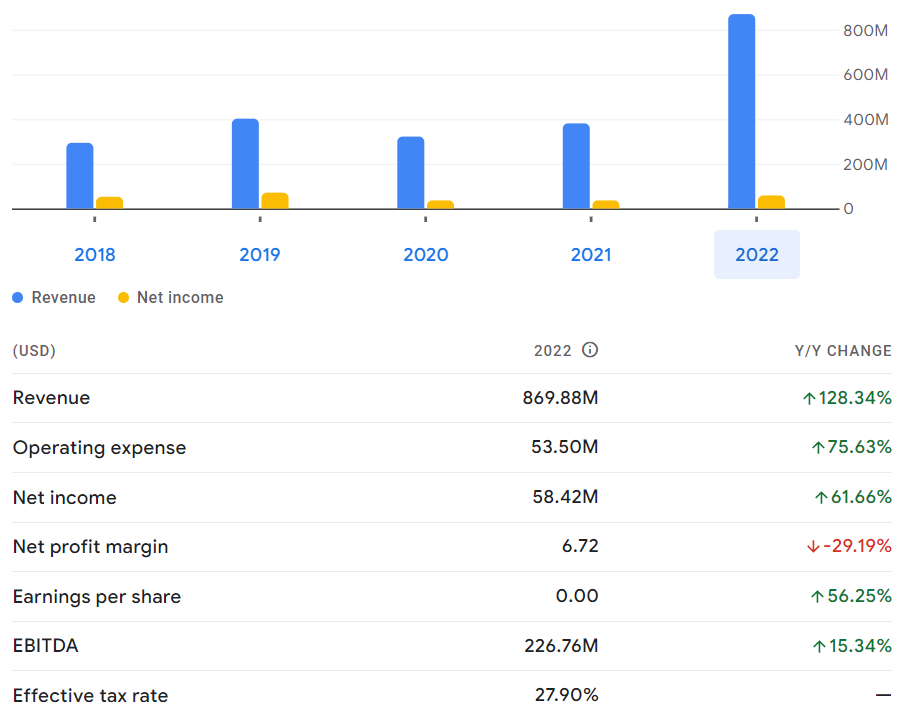 800M
600M
400M
200M
0
2018 2019 2020 2021 2022
Revenue Net income
(USD) 2022 Y/Y CHANGE
Revenue 869.88M ↑128.34%
Operating expense 53.50M ↑75.63%
Net income 58.42M ↑61.66%
Net profit margin 6.72 ↓-29.19%
Earnings per share 0.00 ↑56.25%
EBITDA 226.76M ↑15.34%
Effective tax rate 27.90% —